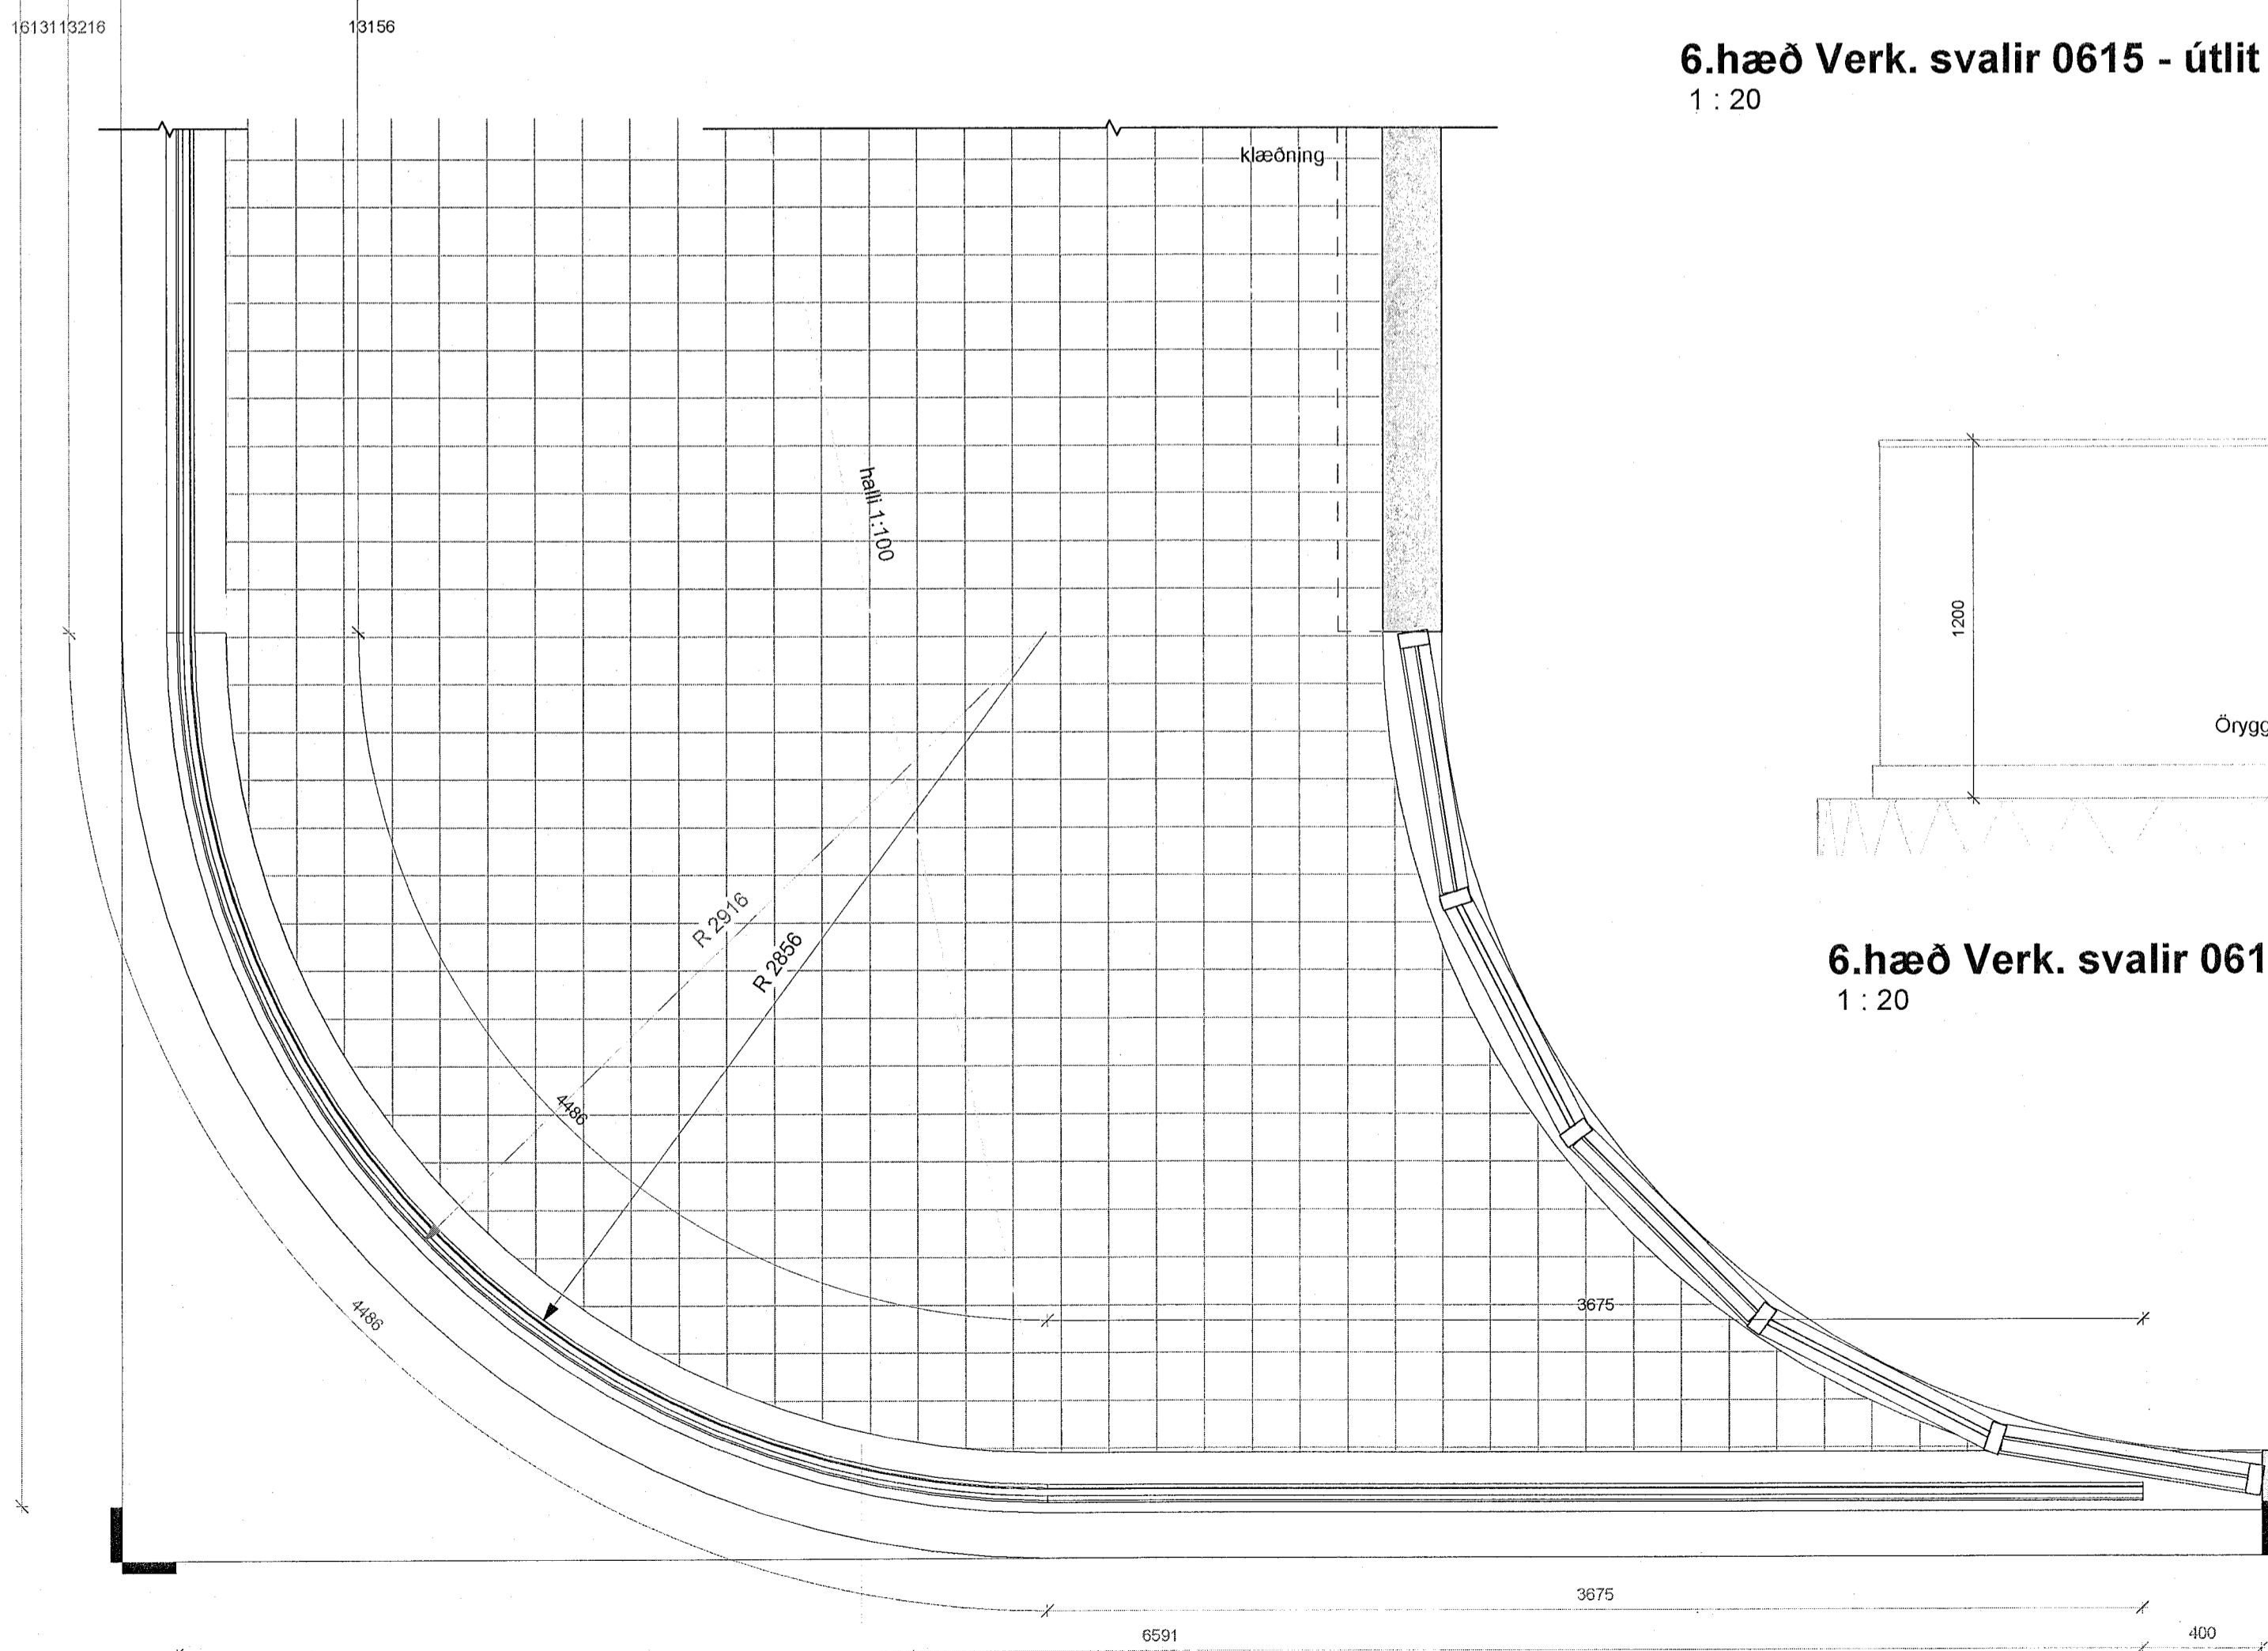 1613113216
13156
6.hæð Verk. svalir 0615 - útlit
1 : 20
klæðning
halli 1:100
1200
Örygg
R 2916
R 2856
6.hæð Verk. svalir 061
1 : 20
4486
4486
3675
3675
6591
400